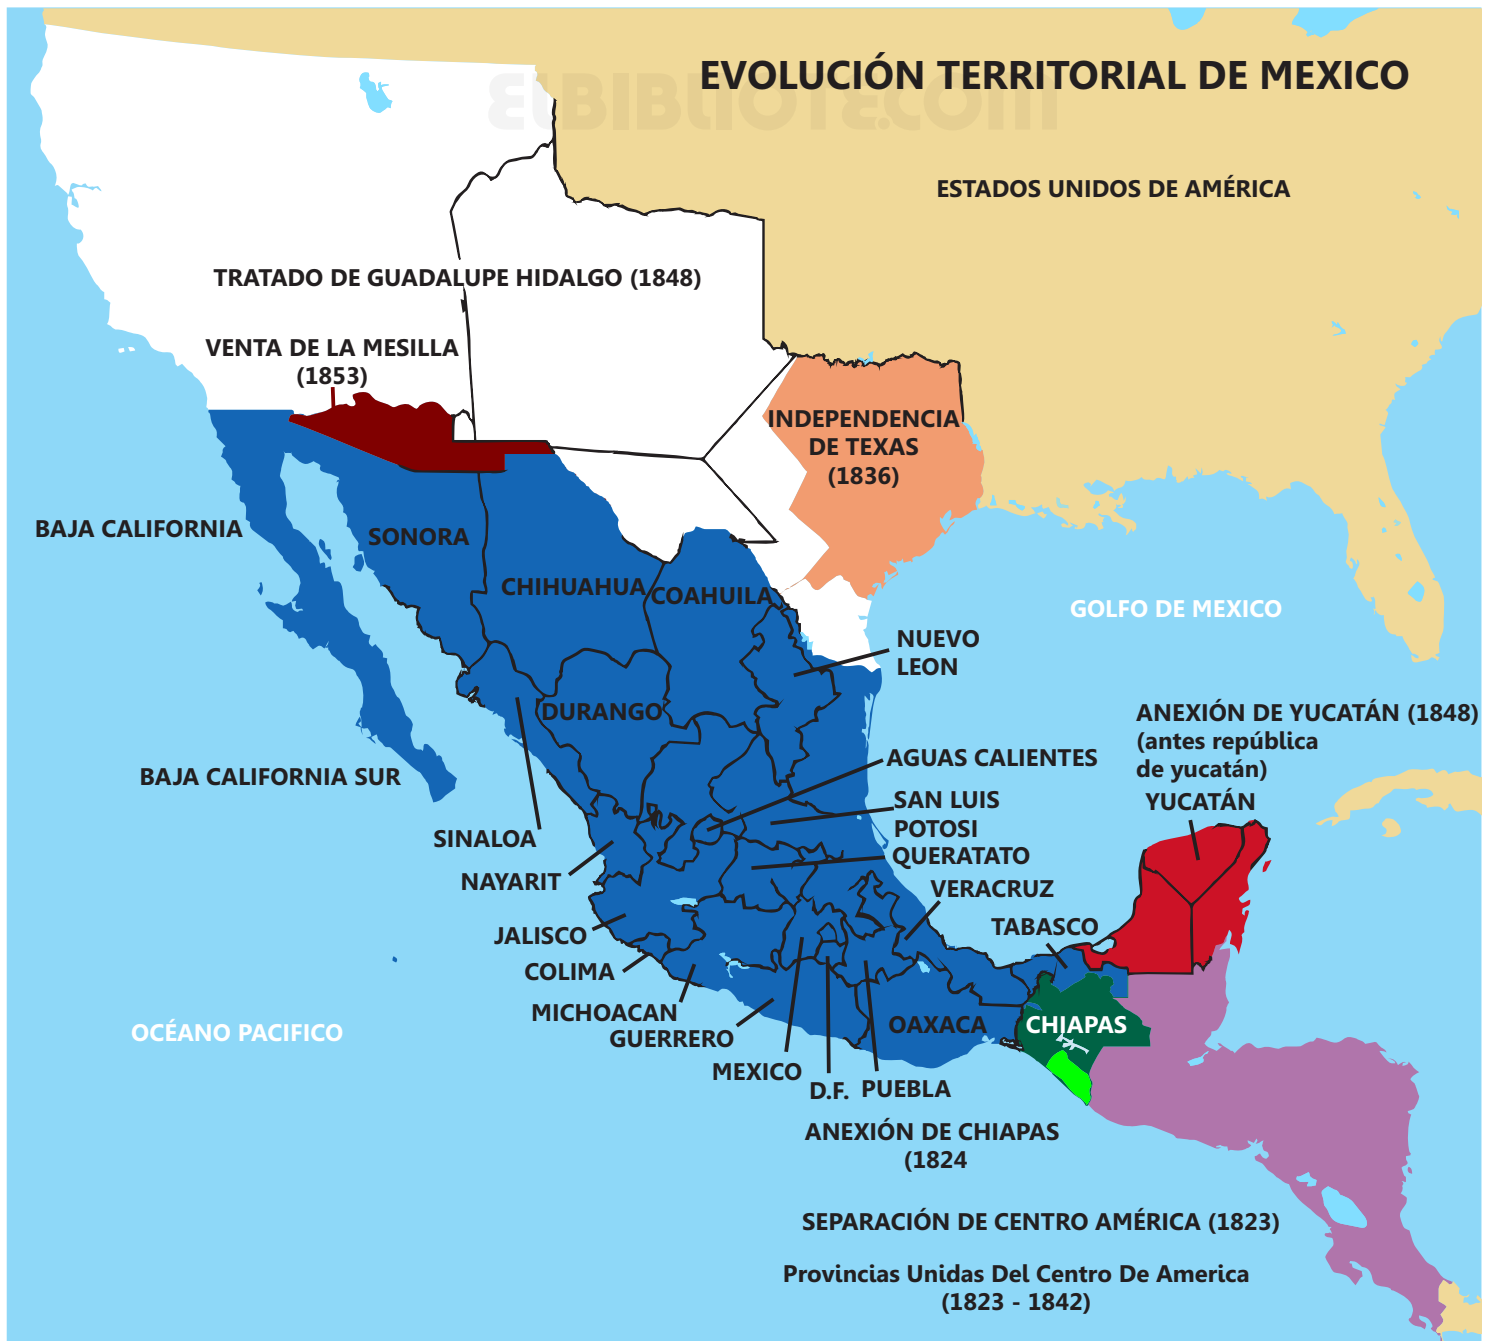 EVOLUCIÓN TERRITORIAL DE MEXICO
ELBIBLIOTE.COM
ESTADOS UNIDOS DE AMÉRICA
TRATADO DE GUADALUPE HIDALGO (1848)
VENTA DE LA MESILLA
(1853)
INDEPENDENCIA
DE TEXAS
(1836)
BAJA CALIFORNIA
SONORA
CHIHUAHUA
COAHUILA
GOLFO DE MEXICO
NUEVO
LEON
DURANGO
ANEXIÓN DE YUCATÁN (1848)
(antes república
de yucatán)
YUCATÁN
BAJA CALIFORNIA SUR
AGUAS CALIENTES
SAN LUIS
POTOSI
SINALOA
QUERATATO
NAYARIT
VERACRUZ
TABASCO
JALISCO
COLIMA
MICHOACAN
GUERRERO
OCÉANO PACIFICO
OAXACA
CHIAPAS
MEXICO
D.F.
PUEBLA
ANEXIÓN DE CHIAPAS
(1824
SEPARACIÓN DE CENTRO AMÉRICA (1823)
Provincias Unidas Del Centro De America
(1823 - 1842)